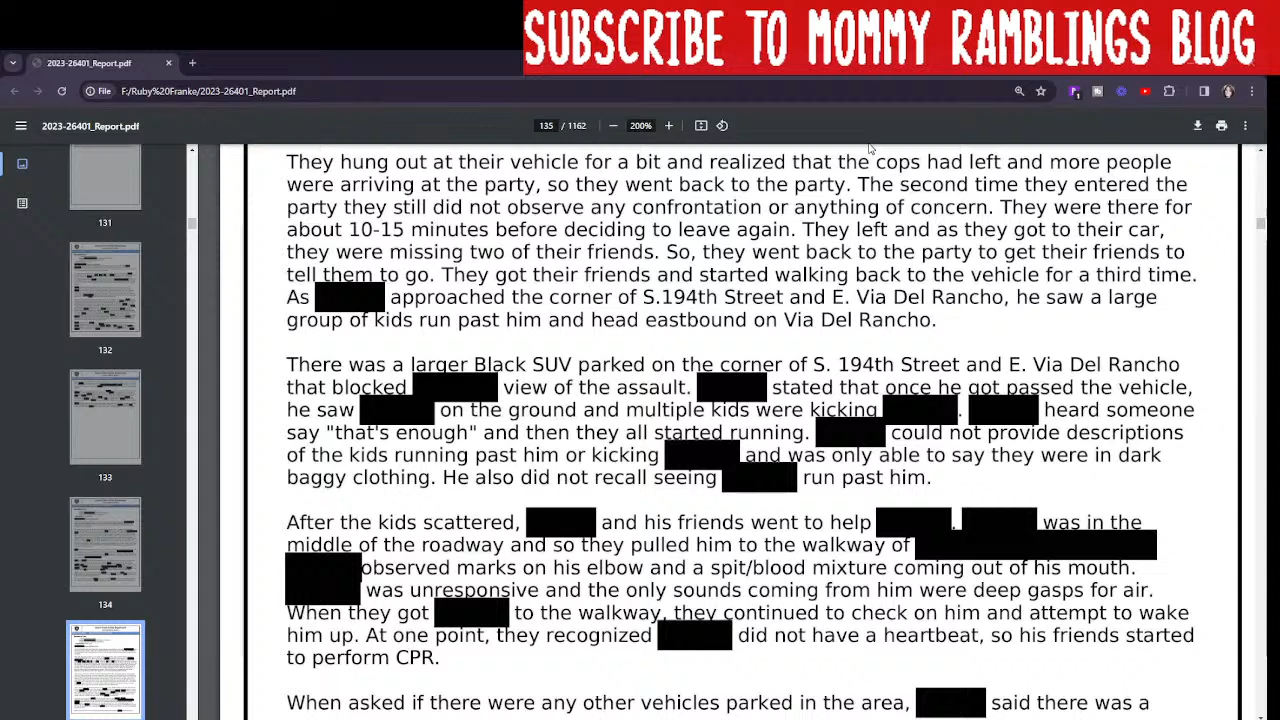 SUBSCRIBE TO MOMMY RAMBLINGS BLOG
2023-26401_Report.pdf
File F:/Ruby%20Franke/2023-26401_Report.pdf
2023-26401_Report.pdf
135 / 1162
200%
131
132
133
134
They hung out at their vehicle for a bit and realized that the cops had left and more people
were arriving at the party, so they went back to the party. The second time they entered the
party they still did not observe any confrontation or anything of concern. They were there for
about 10-15 minutes before deciding to leave again. They left and as they got to their car,
they were missing two of their friends. So, they went back to the party to get their friends to
tell them to go. They got their friends and started walking back to the vehicle for a third time.
As approached the corner of S.194th Street and E. Via Del Rancho, he saw a large
group of kids run past him and head eastbound on Via Del Rancho.
There was a larger Black SUV parked on the corner of S. 194th Street and E. Via Del Rancho
that blocked view of the assault. stated that once he got passed the vehicle,
he saw on the ground and multiple kids were kicking . heard someone
say "that's enough" and then they all started running. could not provide descriptions
of the kids running past him or kicking and was only able to say they were in dark
baggy clothing. He also did not recall seeing run past him.
After the kids scattered, and his friends went to help . was in the
middle of the roadway and so they pulled him to the walkway of
observed marks on his elbow and a spit/blood mixture coming out of his mouth.
was unresponsive and the only sounds coming from him were deep gasps for air.
When they got to the walkway, they continued to check on him and attempt to wake
him up. At one point, they recognized did not have a heartbeat, so his friends started
to perform CPR.
When asked if there were any other vehicles parked in the area, said there was a